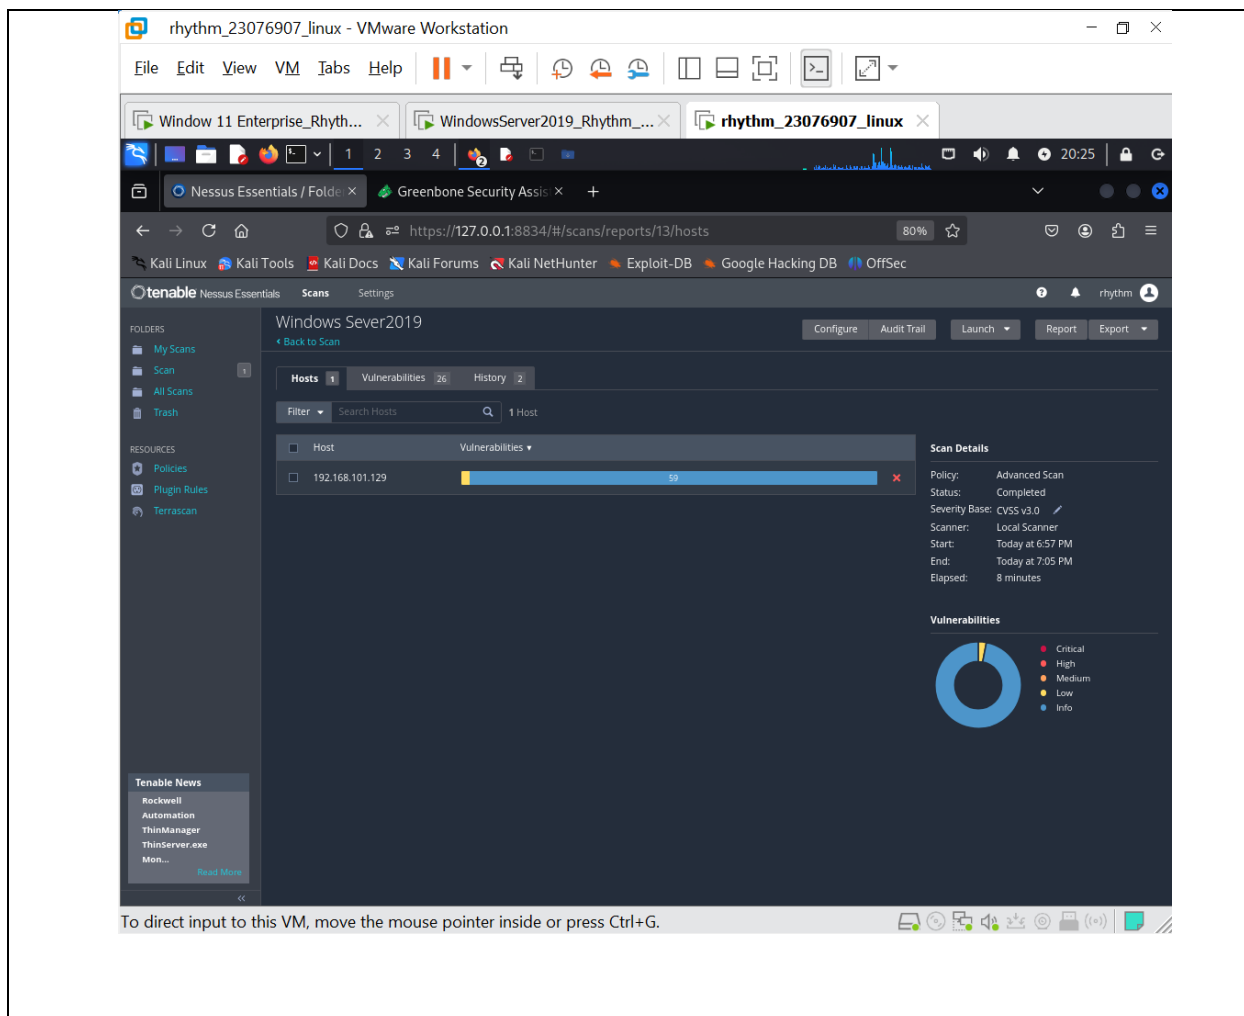 rhythm_23076907_linux - VMware Workstation
File Edit View VM Tabs Help
Window 11 Enterprise_Rhyth... WindowsServer2019_Rhythm_... rhythm_23076907_linux
1 2 3 4 2 20:25
Nessus Essentials / Folde Greenbone Security Assis
https://127.0.0.1:8834/#/scans/reports/13/hosts 80%
Kali Linux Kali Tools Kali Docs Kali Forums Kali NetHunter Exploit-DB Google Hacking DB OffSec
tenable Nessus Essentials Scans Settings rhythm
FOLDERS
My Scans
Scan 1
All Scans
Trash
RESOURCES
Policies
Plugin Rules
Terrascan
Windows Sever2019
Back to Scan
Configure Audit Trail Launch Report Export
Hosts 1 Vulnerabilities 26 History 2
Filter Search Hosts 1 Host
Host Vulnerabilities
192.168.101.129 59
Scan Details
Policy: Advanced Scan
Status: Completed
Severity Base: CVSS v3.0
Scanner: Local Scanner
Start: Today at 6:57 PM
End: Today at 7:05 PM
Elapsed: 8 minutes
Vulnerabilities
Critical
High
Medium
Low
Info
Tenable News
Rockwell
Automation
ThinManager
ThinServer.exe
Mon...
Read More
To direct input to this VM, move the mouse pointer inside or press Ctrl+G.